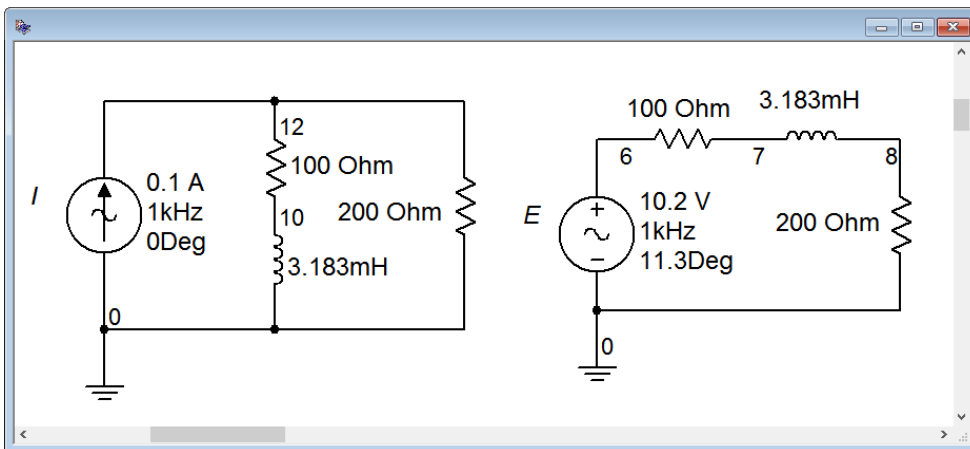 12
100 Ohm
10
3.183mH
200 Ohm
I
0.1 A
1kHz
0Deg
0
100 Ohm
3.183mH
6
7
8
E
+
10.2 V
1kHz
11.3Deg
−
200 Ohm
0